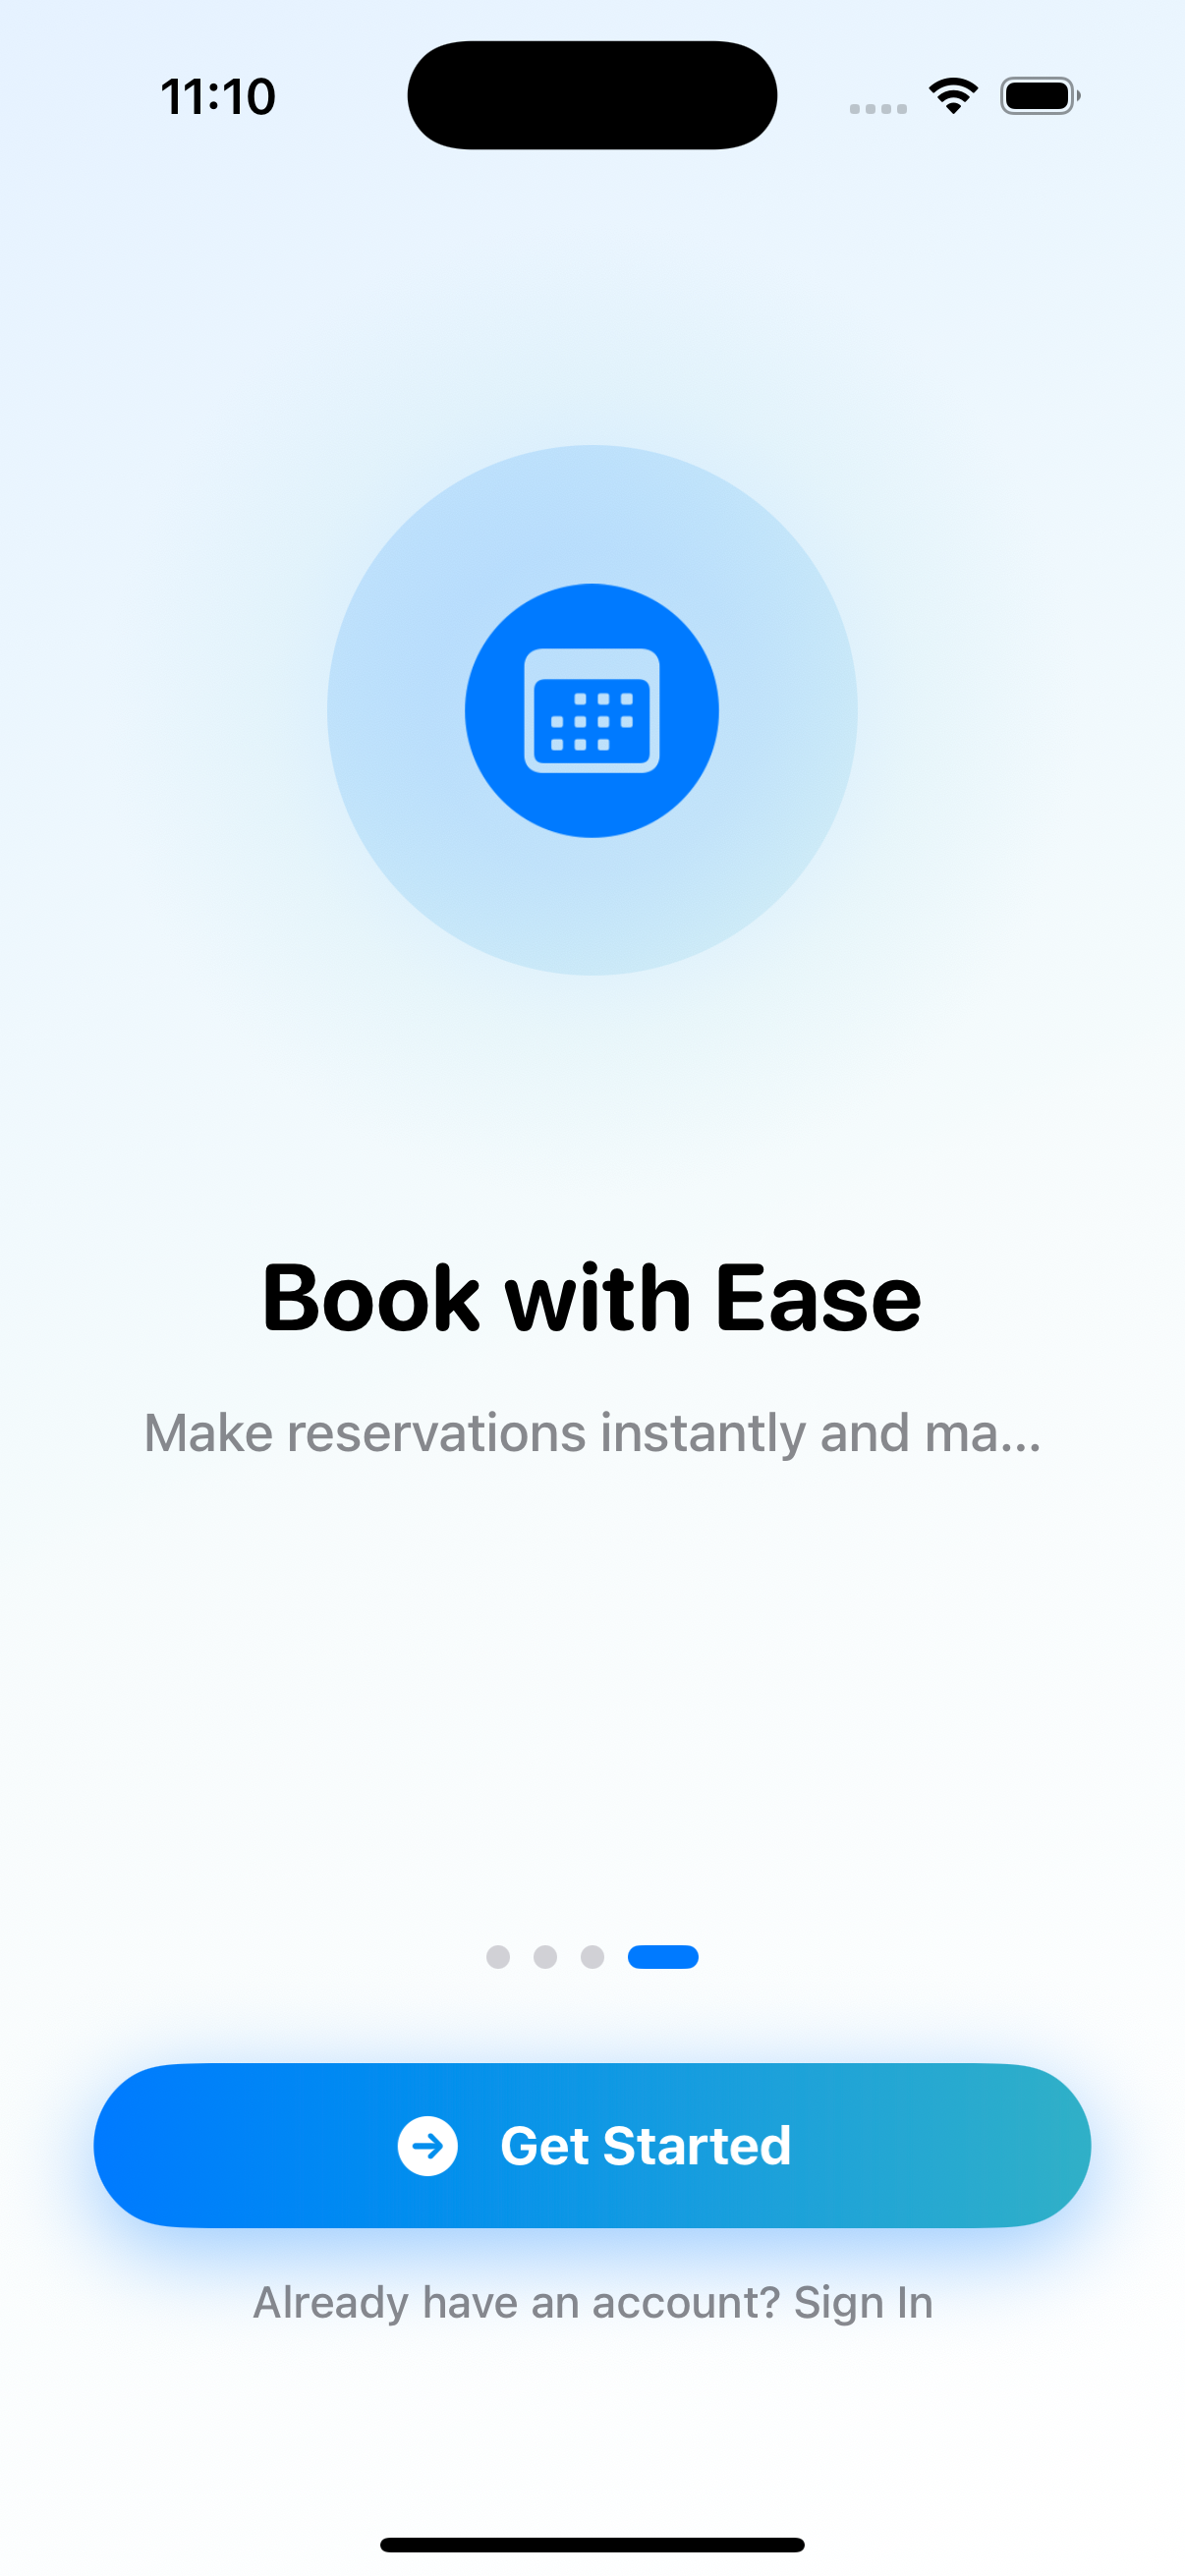 11:10
Book with Ease
Make reservations instantly and ma...
Get Started
Already have an account? Sign In